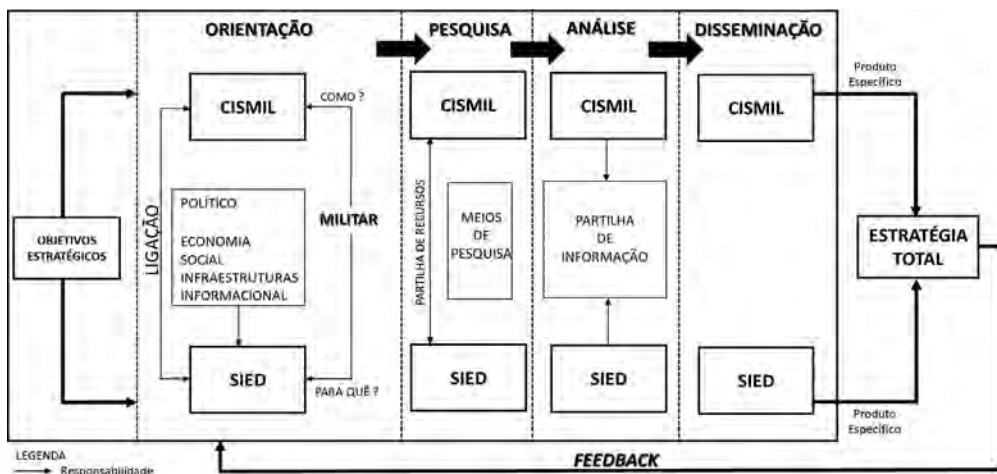 ORIENTAÇÃO
PESQUISA
ANÁLISE
DISSEMINAÇÃO
OBJETIVOS
ESTRATÉGICOS
LIGAÇÃO
CISMIL
COMO ?
POLÍTICO
ECONOMIA
SOCIAL
INFRAESTRUTURAS
INFORMACIONAL
MILITAR
SIED
PARA QUÊ ?
CISMIL
PARTILHA DE RECURSOS
MEIOS
DE
PESQUISA
SIED
CISMIL
PARTILHA
DE
INFORMAÇÃO
SIED
CISMIL
SIED
Produto
Específico
ESTRATÉGIA
TOTAL
Produto
Específico
FEEDBACK
LEGENDA
Responsabilidade